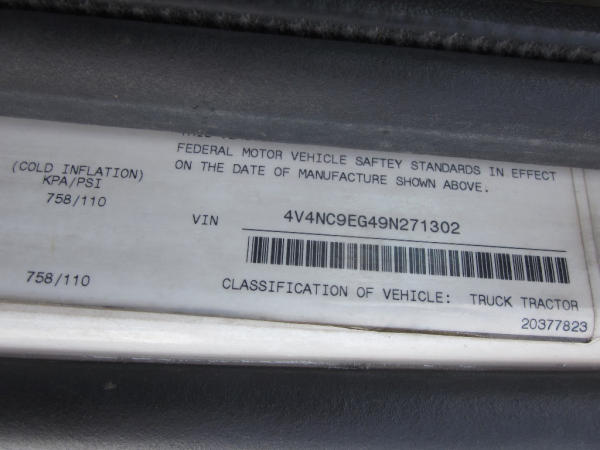 FEDERAL MOTOR VEHICLE SAFTEY STANDARDS IN EFFECT
ON THE DATE OF MANUFACTURE SHOWN ABOVE.
(COLD INFLATION)
KPA/PSI
758/110
VIN 4V4NC9EG49N271302
758/110
CLASSIFICATION OF VEHICLE: TRUCK TRACTOR
20377823